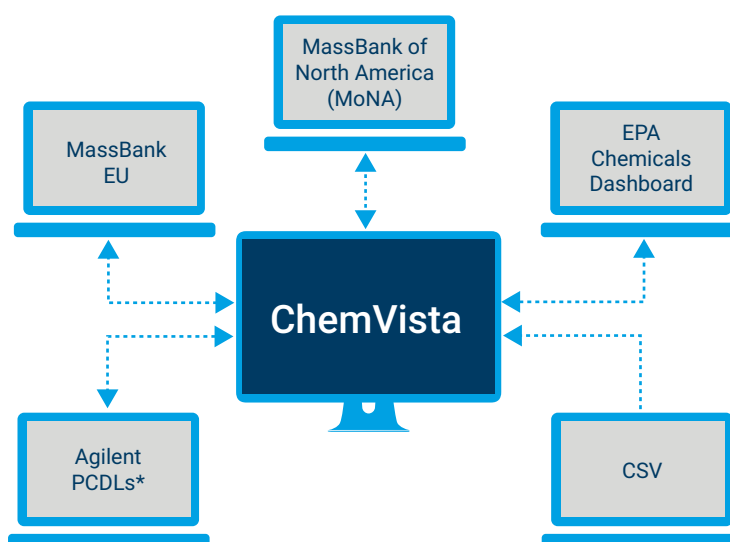 MassBank of
North America
(MoNA)
MassBank
EU
EPA
Chemicals
Dashboard
ChemVista
Agilent
PCDLs*
CSV